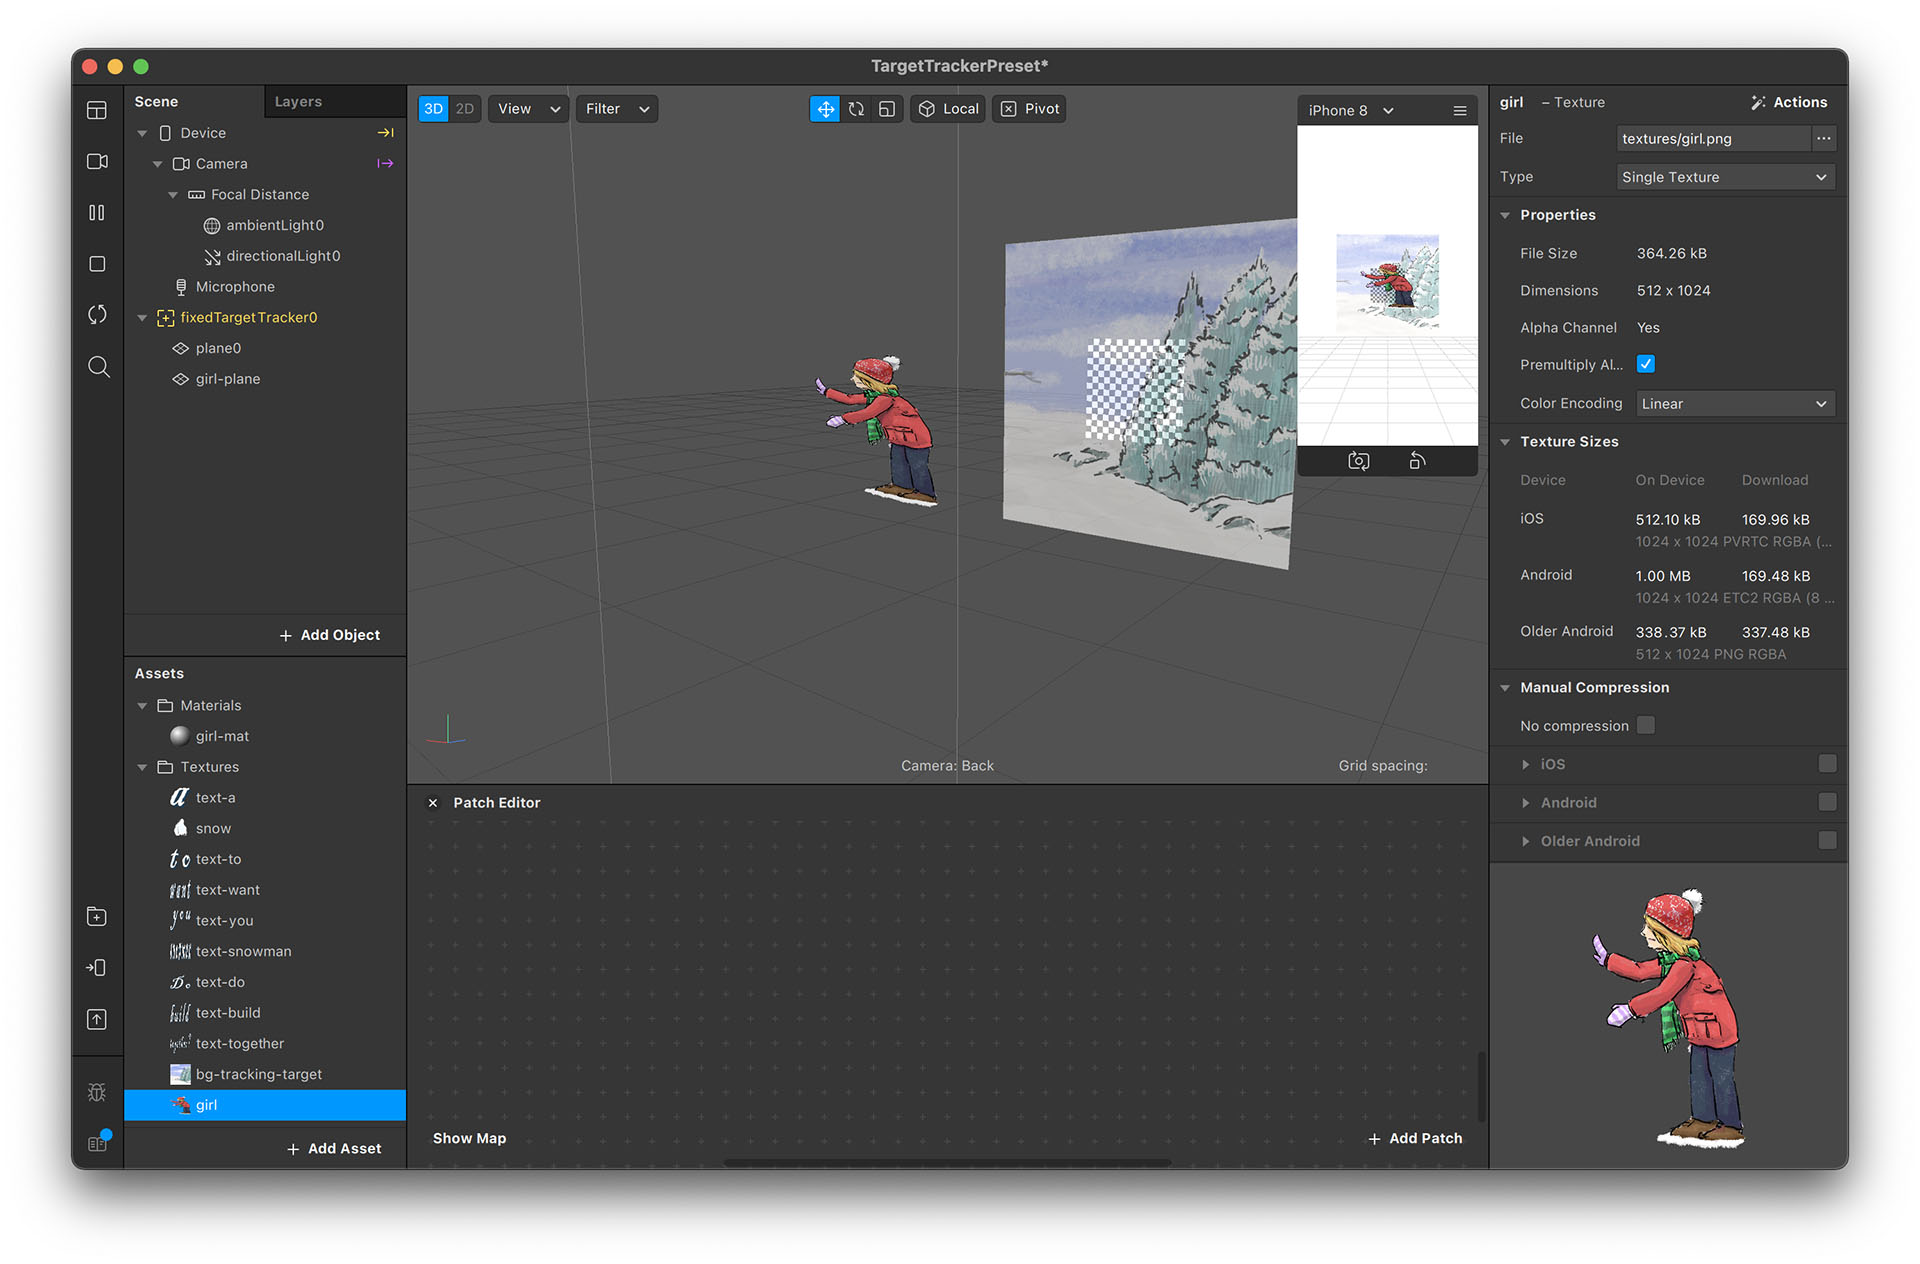 TargetTrackerPreset*
Scene
Layers
Device
Camera
Focal Distance
ambientLight0
directionalLight0
Microphone
fixedTargetTracker0
plane0
girl-plane
+ Add Object
Assets
Materials
girl-mat
Textures
text-a
snow
text-to
text-want
text-you
text-snowman
text-do
text-build
text-together
bg-tracking-target
girl
+ Add Asset
3D 2D View Filter
Local Pivot
iPhone 8
Camera: Back
Grid spacing:
Patch Editor
Show Map
+ Add Patch
girl – Texture Actions
File textures/girl.png ...
Type Single Texture
Properties
File Size 364.26 kB
Dimensions 512 x 1024
Alpha Channel Yes
Premultiply Al...
Color Encoding Linear
Texture Sizes
Device On Device Download
iOS 512.10 kB 169.96 kB
1024 x 1024 PVRTC RGBA (...
Android 1.00 MB 169.48 kB
1024 x 1024 ETC2 RGBA (8 ...
Older Android 338.37 kB 337.48 kB
512 x 1024 PNG RGBA
Manual Compression
No compression
iOS
Android
Older Android